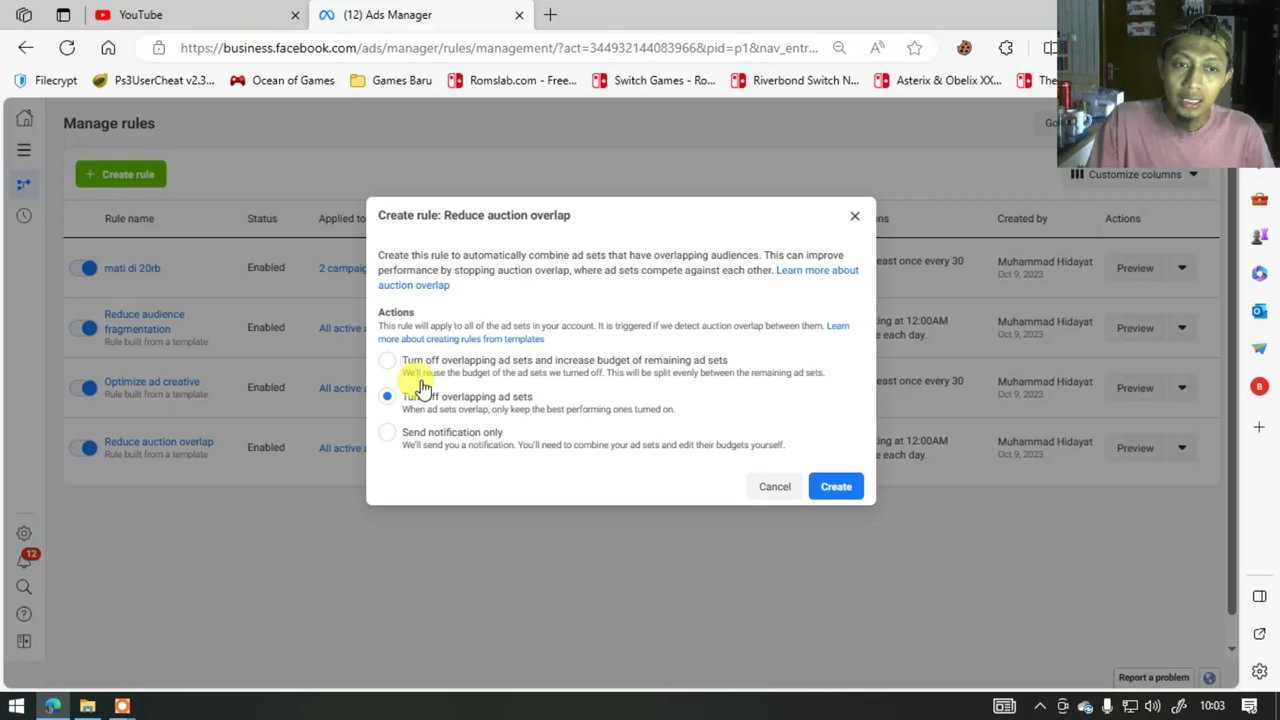 YouTube
(12) Ads Manager
https://business.facebook.com/ads/manager/rules/management/?act=344932144083966&pid=p1&nav_entr...
Filecrypt
Ps3UserCheat v2.3...
Ocean of Games
Games Baru
Romslab.com - Free...
Switch Games - Ro...
Riverbond Switch N...
Asterix & Obelix XX...
The
Manage rules
Go
+ Create rule
Customize columns
Rule name
Status
Applied to
ns
Created by
Actions
mati di 20rb
Enabled
2 campaig
east once every 30
Muhammad Hidayat
Oct 9, 2023
Preview
Reduce audience
fragmentation
Rule built from a template
Enabled
All active
ing at 12:00AM
each day.
Muhammad Hidayat
Oct 9, 2023
Preview
Optimize ad creative
Rule built from a template
Enabled
All active
east once every 30
Muhammad Hidayat
Oct 9, 2023
Preview
Reduce auction overlap
Rule built from a template
Enabled
All active
ing at 12:00AM
each day.
Muhammad Hidayat
Oct 9, 2023
Preview
Create rule: Reduce auction overlap
Create this rule to automatically combine ad sets that have overlapping audiences. This can improve
performance by stopping auction overlap, where ad sets compete against each other. Learn more about
auction overlap
Actions
This rule will apply to all of the ad sets in your account. It is triggered if we detect auction overlap between them. Learn
more about creating rules from templates
Turn off overlapping ad sets and increase budget of remaining ad sets
We'll reuse the budget of the ad sets we turned off. This will be split evenly between the remaining ad sets.
Turn off overlapping ad sets
When ad sets overlap, only keep the best performing ones turned on.
Send notification only
We'll send you a notification. You'll need to combine your ad sets and edit their budgets yourself.
Cancel
Create
12
B
Report a problem
10:03